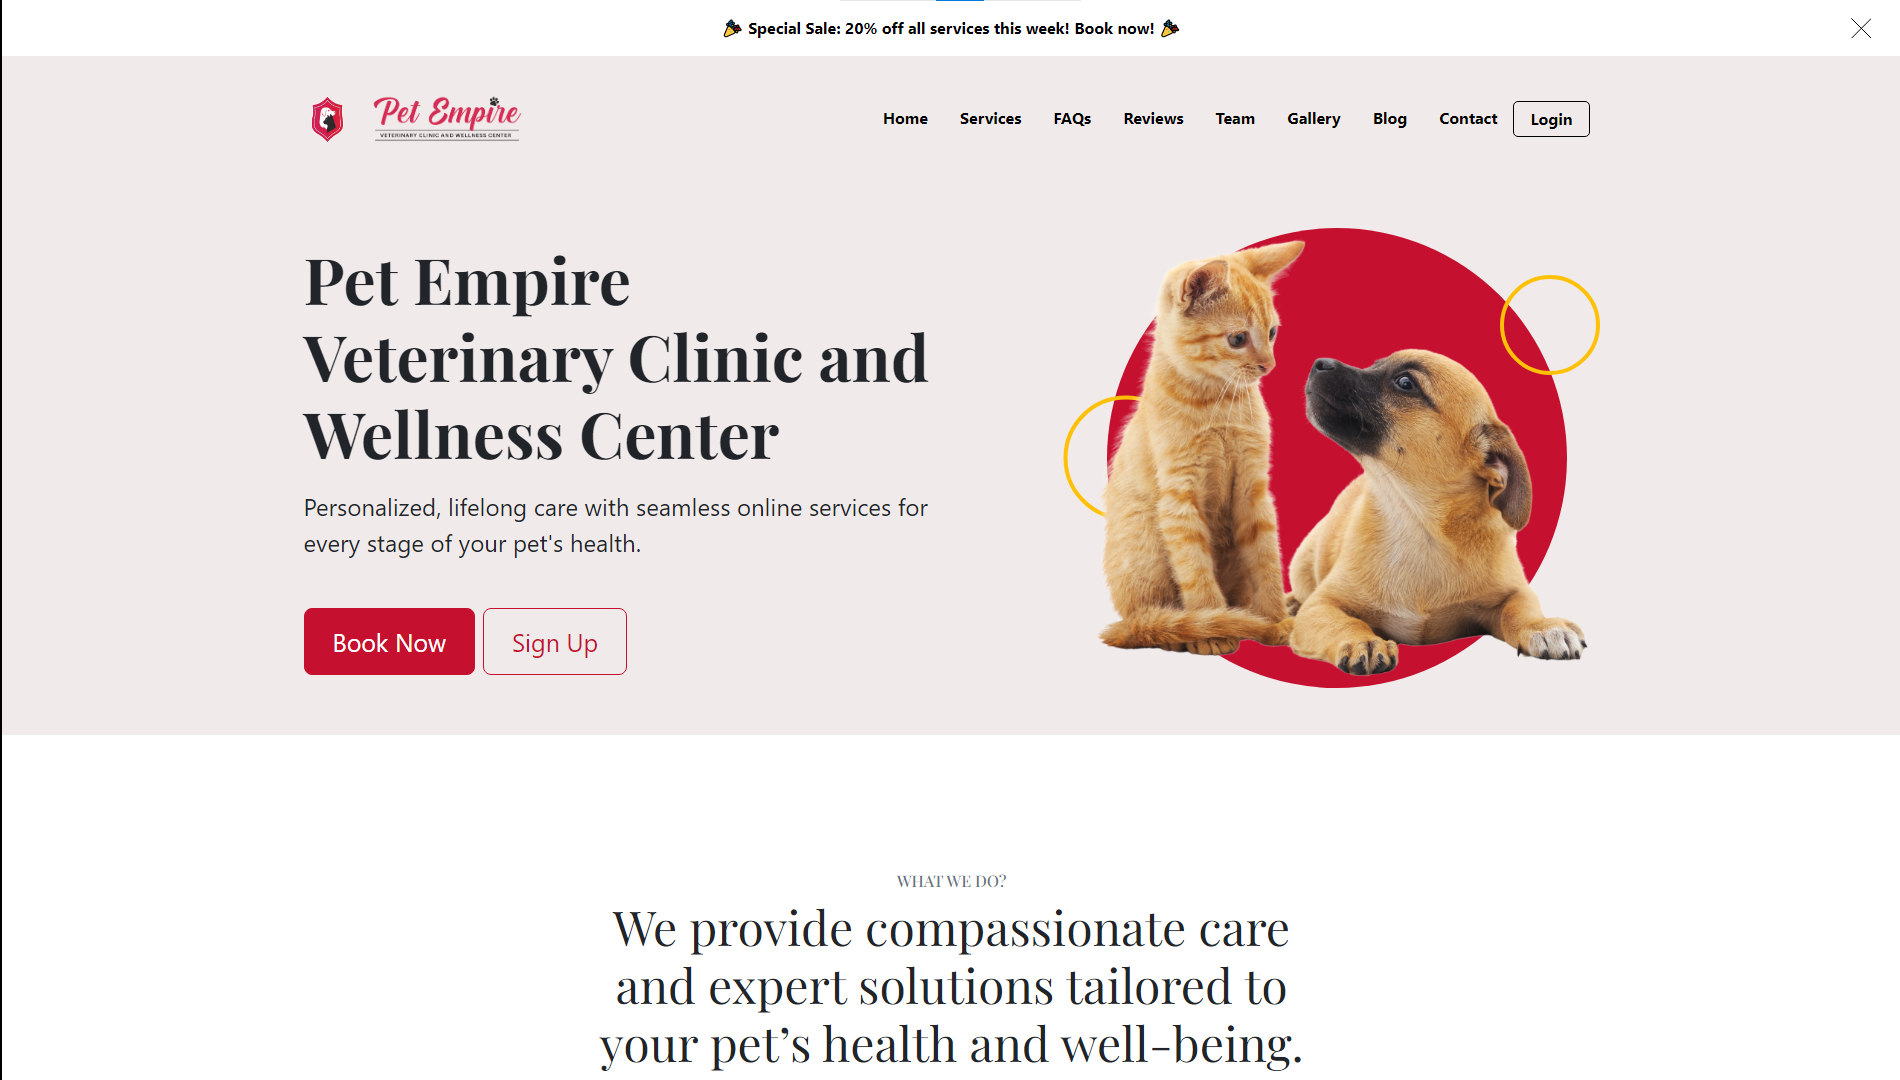 Special Sale: 20% off all services this week! Book now!
Pet Empire
VETERINARY CLINIC AND WELLNESS CENTER
Home Services FAQs Reviews Team Gallery Blog Contact Login
Pet Empire
Veterinary Clinic and
Wellness Center
Personalized, lifelong care with seamless online services for
every stage of your pet's health.
Book Now Sign Up
WHAT WE DO?
We provide compassionate care
and expert solutions tailored to
your pet’s health and well-being.